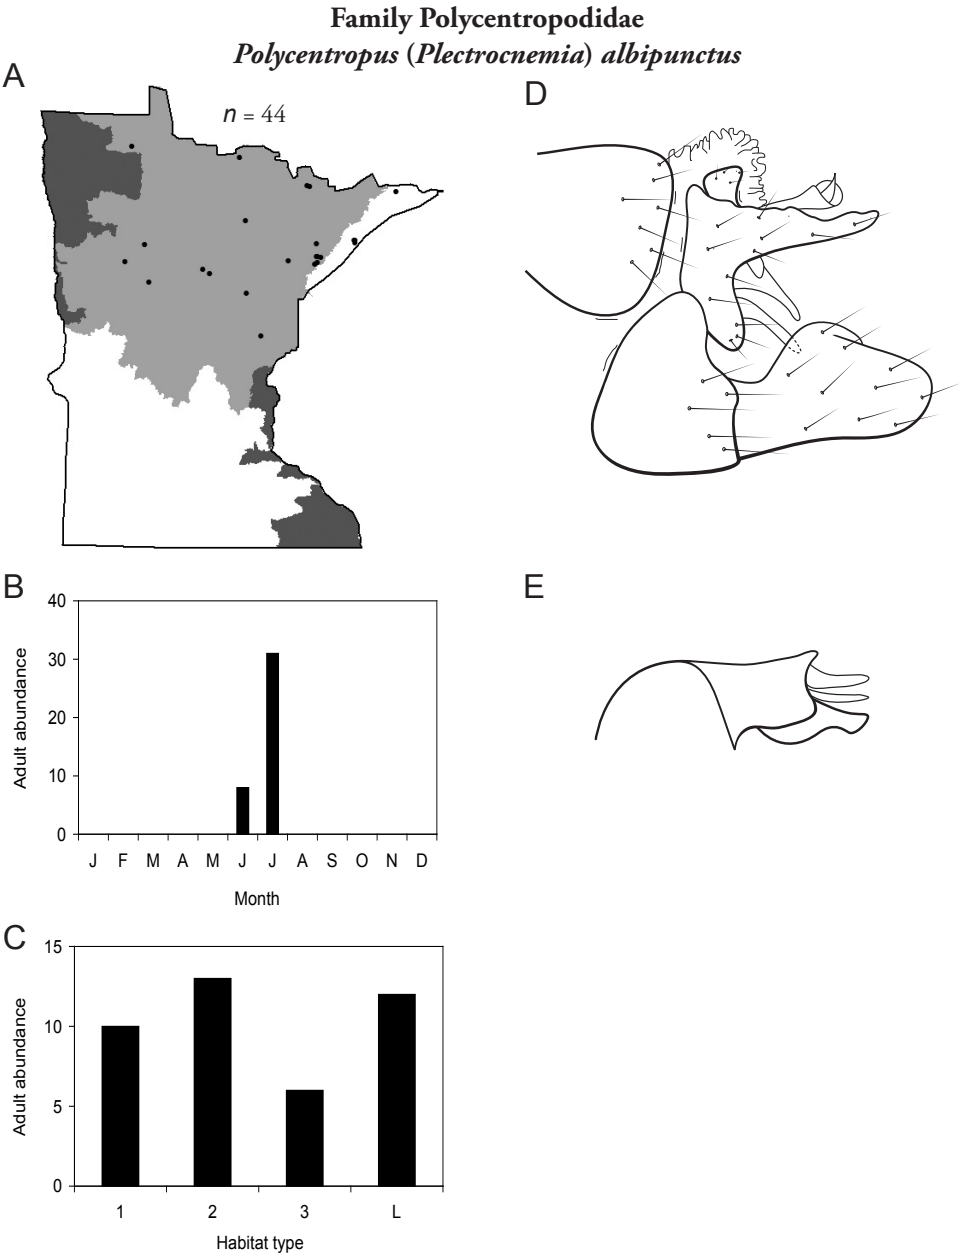 Family Polycentropodidae
Polycentropus (Plectrocnemia) albipunctus
A
n = 44
D
B
40
30
20
10
0
Adult abundance
J F M A M J J A S O N D
Month
E
C
15
10
5
0
Adult abundance
1 2 3 L
Habitat type